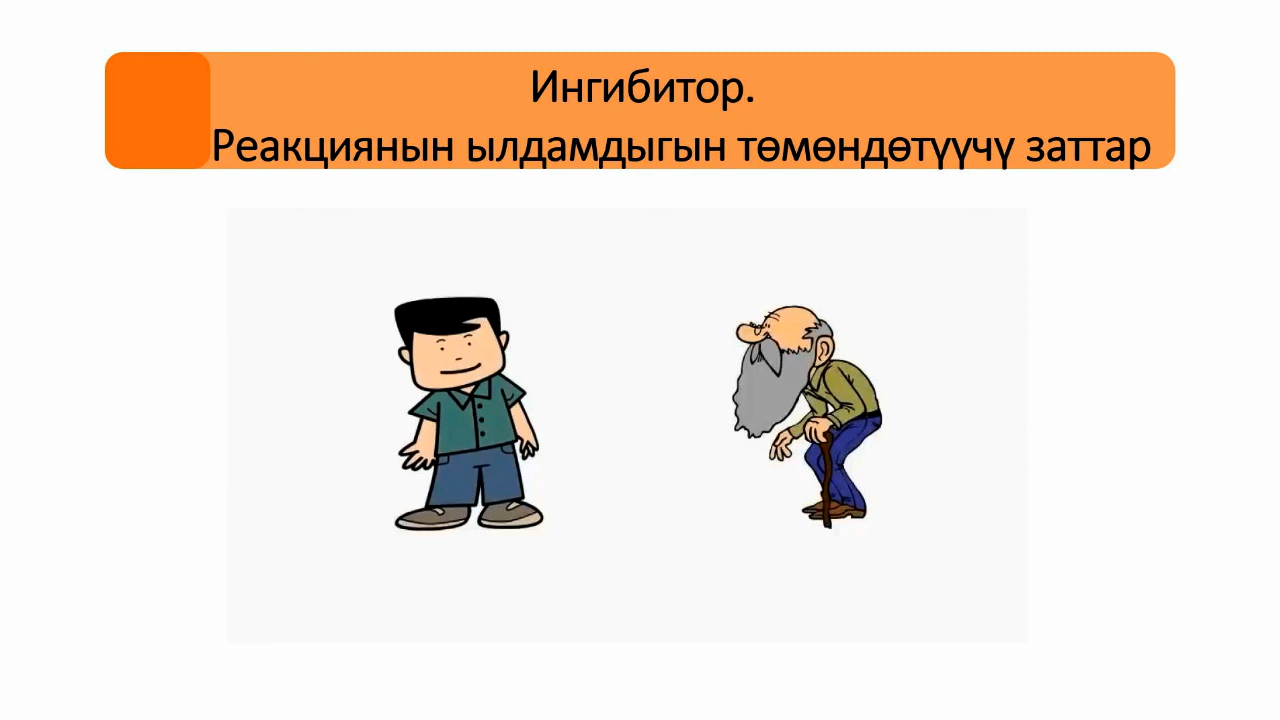 Ингибитор.
Реакциянын ылдамдыгын төмөндөтүүчү заттар